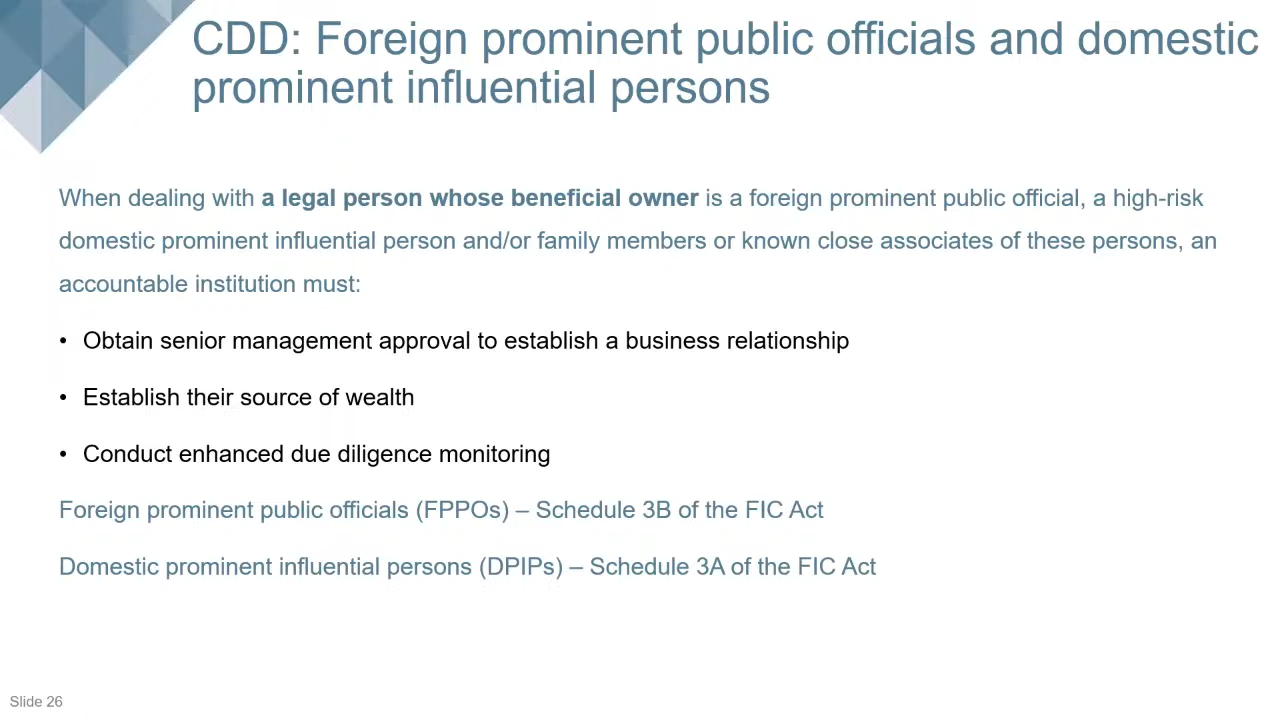 CDD: Foreign prominent public officials and domestic
prominent influential persons
When dealing with a legal person whose beneficial owner is a foreign prominent public official, a high-risk
domestic prominent influential person and/or family members or known close associates of these persons, an
accountable institution must:
• Obtain senior management approval to establish a business relationship
• Establish their source of wealth
• Conduct enhanced due diligence monitoring
Foreign prominent public officials (FPPOs) – Schedule 3B of the FIC Act
Domestic prominent influential persons (DPIPs) – Schedule 3A of the FIC Act
Slide 26